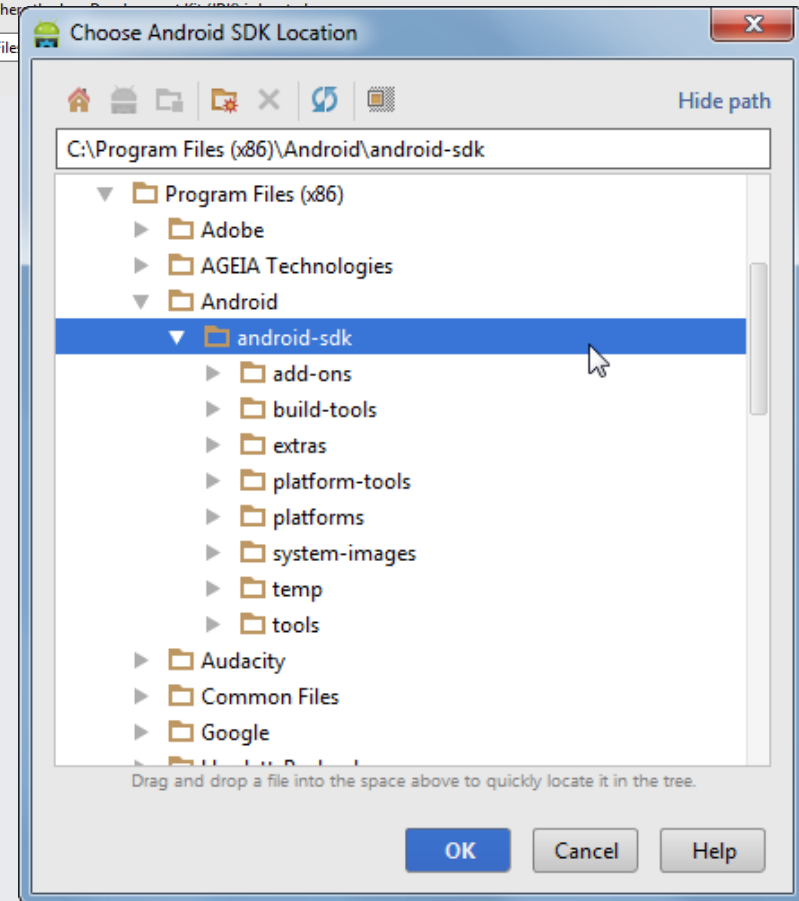 Choose Android SDK Location
Hide path
C:\Program Files (x86)\Android\android-sdk
Program Files (x86)
Adobe
AGEIA Technologies
Android
android-sdk
add-ons
build-tools
extras
platform-tools
platforms
system-images
temp
tools
Audacity
Common Files
Google
Drag and drop a file into the space above to quickly locate it in the tree.
OK Cancel Help